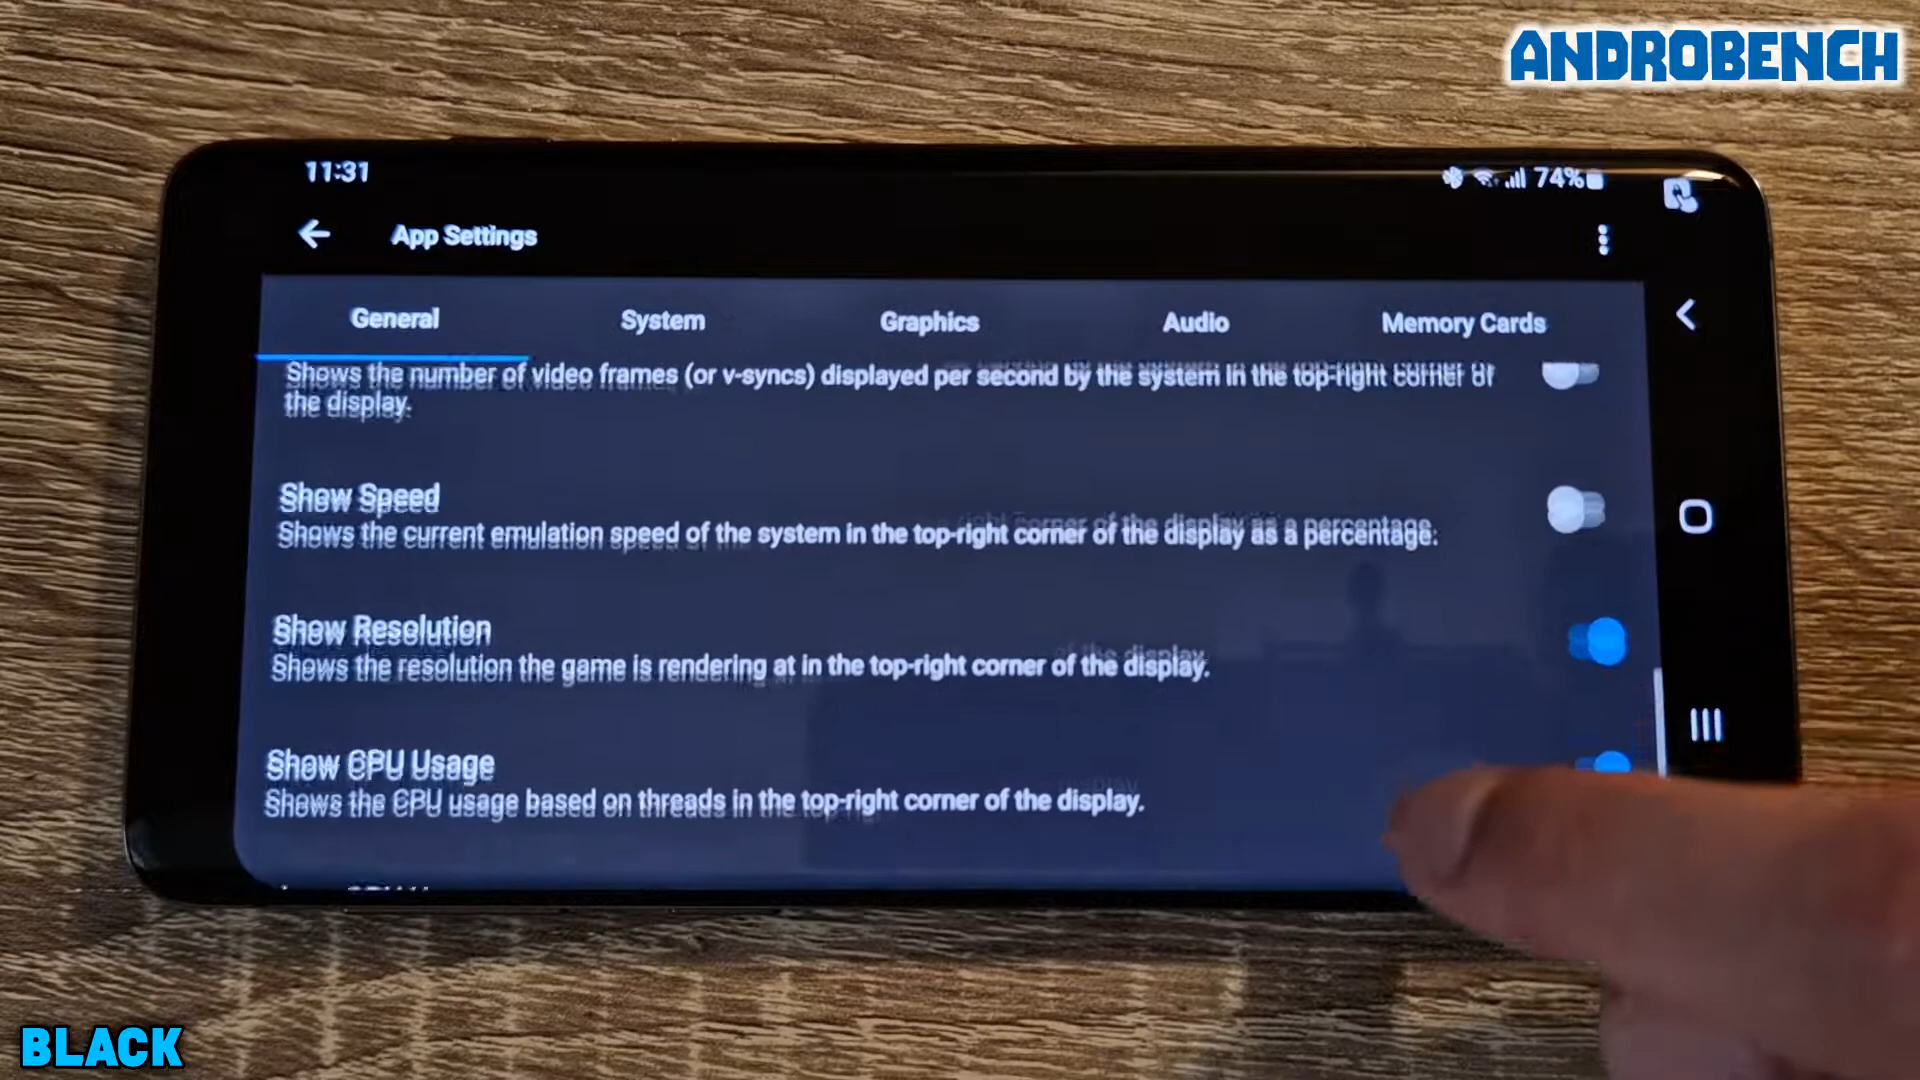 ANDROBENCH
11:31
74%
App Settings
General System Graphics Audio Memory Cards
Shows the number of video frames (or v-syncs) displayed per second by the system in the top-right corner of
the display.
Show Speed
Shows the current emulation speed of the system in the top-right corner of the display as a percentage.
Show Resolution
Shows the resolution the game is rendering at in the top-right corner of the display.
Show CPU Usage
Shows the CPU usage based on threads in the top-right corner of the display.
BLACK